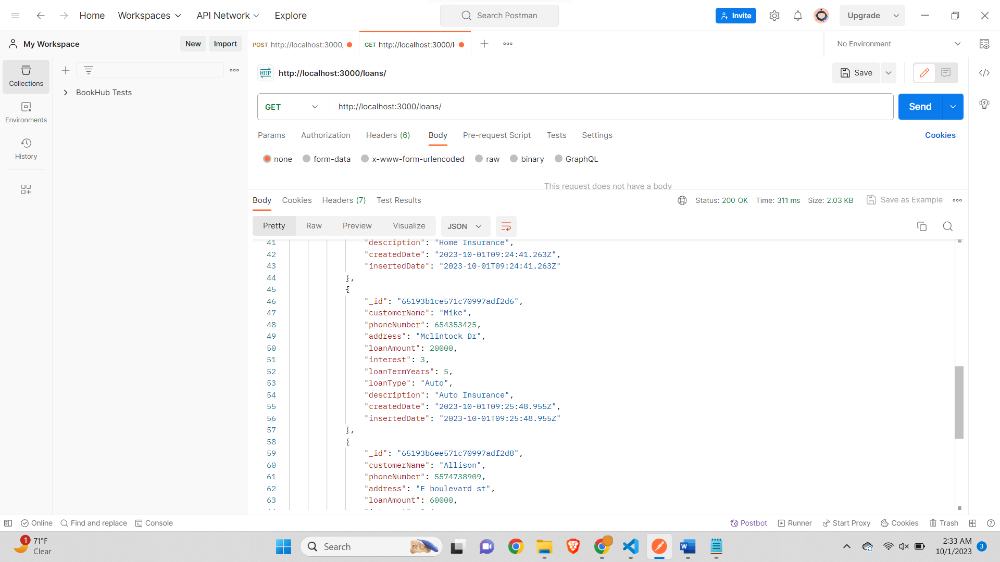 Home Workspaces API Network Explore Search Postman Invite Upgrade
My Workspace New Import POST http://localhost:3000/ GET http://localhost:3000/l No Environment
HTTP http://localhost:3000/loans/ Save
Collections
BookHub Tests
GET http://localhost:3000/loans/ Send
Environments
Params Authorization Headers (6) Body Pre-request Script Tests Settings Cookies
History
none form-data x-www-form-urlencoded raw binary GraphQL
This request does not have a body
Body Cookies Headers (7) Test Results Status: 200 OK Time: 311 ms Size: 2.03 KB Save as Example
Pretty Raw Preview Visualize JSON
41 "description": "Home Insurance",
42 "createdDate": "2023-10-01T09:24:41.263Z",
43 "insertedDate": "2023-10-01T09:24:41.263Z"
44 },
45 {
46 "_id": "65193b1ce571c70997adf2d6",
47 "customerName": "Mike",
48 "phoneNumber": 654353425,
49 "address": "Mclintock Dr",
50 "loanAmount": 20000,
51 "interest": 3,
52 "loanTermYears": 5,
53 "loanType": "Auto",
54 "description": "Auto Insurance",
55 "createdDate": "2023-10-01T09:25:48.955Z",
56 "insertedDate": "2023-10-01T09:25:48.955Z"
57 },
58 {
59 "_id": "65193b6ee571c70997adf2d8",
60 "customerName": "Allison",
61 "phoneNumber": 5574738909,
62 "address": "E boulevard st",
63 "loanAmount": 60000,
Online Find and replace Console Postbot Runner Start Proxy Cookies Trash
1 71°F
Clear
Search
2:33 AM
10/1/2023 3